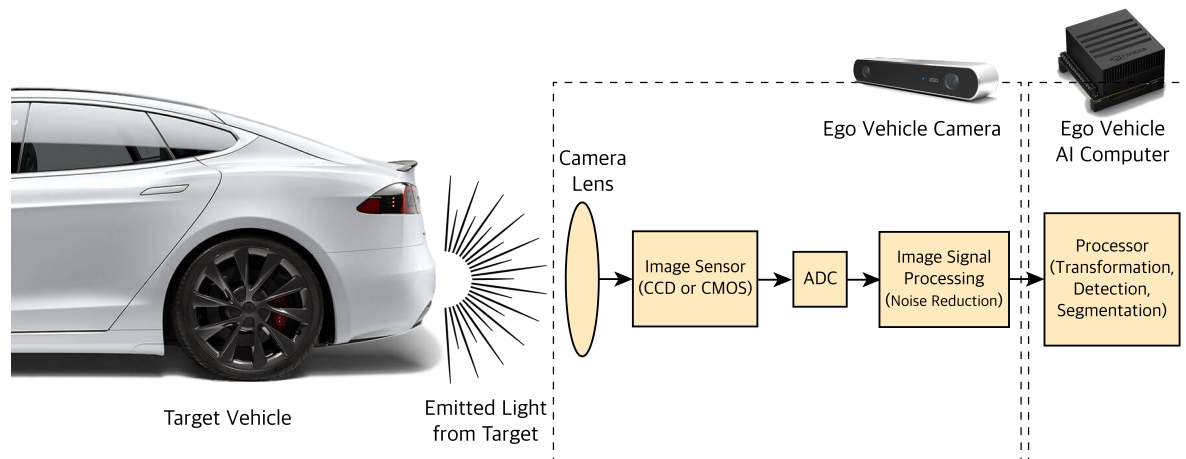 Ego Vehicle Camera
Ego Vehicle
AI Computer
Camera
Lens
Image Sensor
(CCD or CMOS)
ADC
Image Signal
Processing
(Noise Reduction)
Processor
(Transformation,
Detection,
Segmentation)
Target Vehicle
Emitted Light
from Target